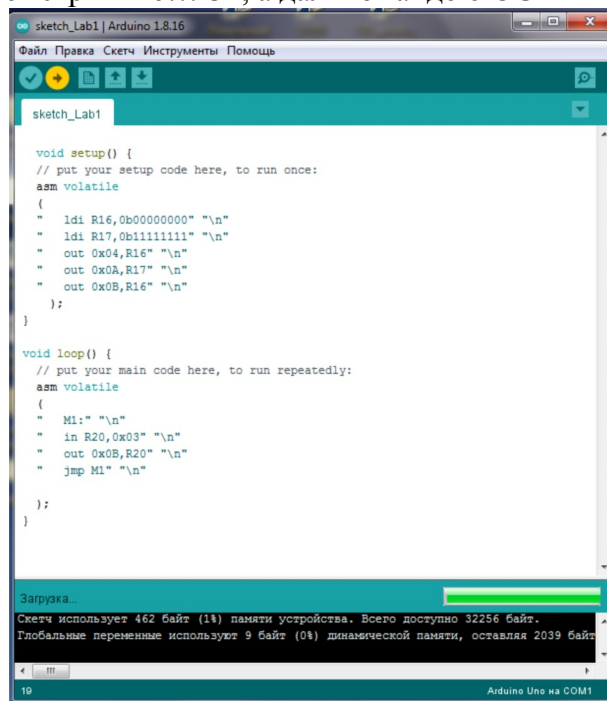 sketch_Lab1 | Arduino 1.8.16
Файл Правка Скетч Инструменты Помощь
sketch_Lab1
void setup() {
// put your setup code here, to run once:
asm volatile
(
"   ldi R16,0b00000000" "\n"
"   ldi R17,0b11111111" "\n"
"   out 0x04,R16" "\n"
"   out 0x0A,R17" "\n"
"   out 0x0B,R16" "\n"
);
}
void loop() {
// put your main code here, to run repeatedly:
asm volatile
(
"   M1:" "\n"
"   in R20,0x03" "\n"
"   out 0x0B,R20" "\n"
"   jmp M1" "\n"
);
}
Загрузка...
Скетч использует 462 байт (1%) памяти устройства. Всего доступно 32256 байт.
Глобальные переменные используют 9 байт (0%) динамической памяти, оставляя 2039 байт
19
Arduino Uno на COM1